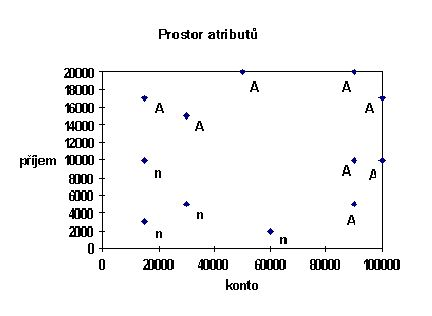 Prostor atributů
20000
18000
16000
14000
12000
10000
8000
6000
4000
2000
0
příjem
A A
A A
A
n A A
n A
n n
0 20000 40000 60000 80000 100000
konto